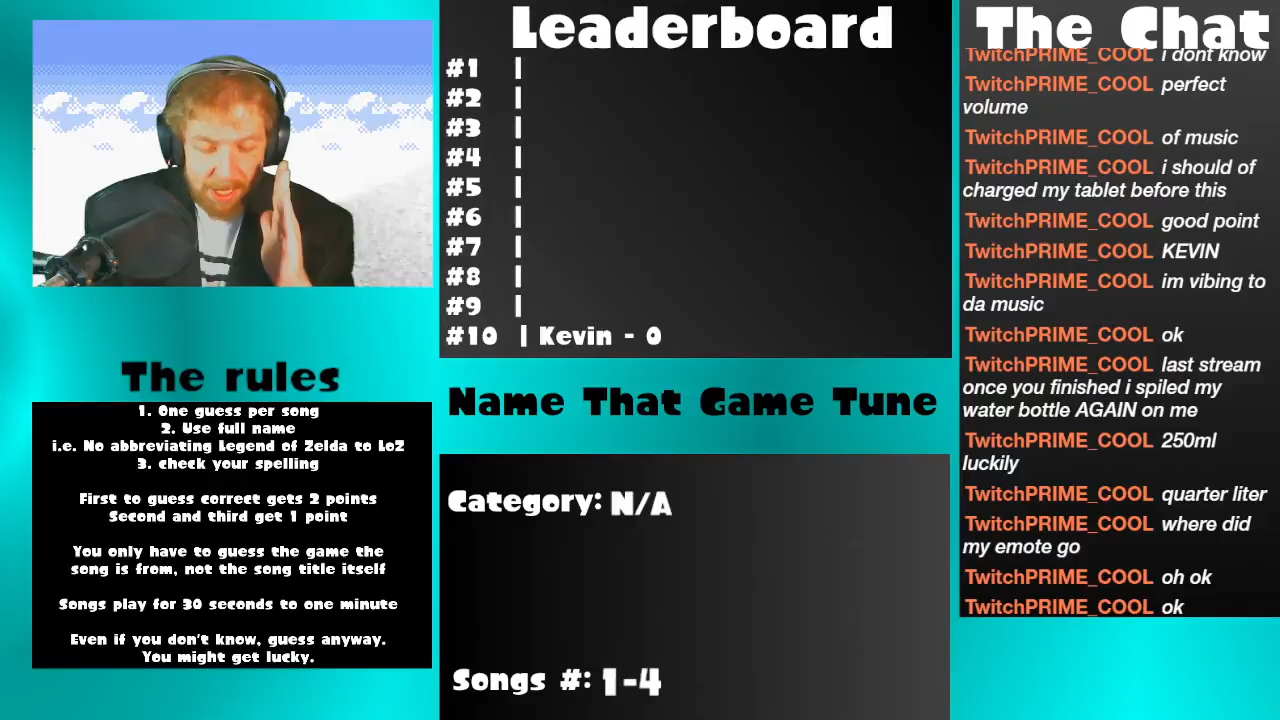 Leaderboard
#1 |
#2 |
#3 |
#4 |
#5 |
#6 |
#7 |
#8 |
#9 |
#10 | Kevin - 0
The rules
1. One guess per song
2. Use full name
i.e. No abbreviating Legend of Zelda to LoZ
3. check your spelling
First to guess correct gets 2 points
Second and third get 1 point
You only have to guess the game the
song is from, not the song title itself
Songs play for 30 seconds to one minute
Even if you don't know, guess anyway.
You might get lucky.
Name That Game Tune
Category: N/A
Songs #: 1-4
The Chat
TwitchPRIME_COOL i dont know
TwitchPRIME_COOL perfect
volume
TwitchPRIME_COOL of music
TwitchPRIME_COOL i should of
charged my tablet before this
TwitchPRIME_COOL good point
TwitchPRIME_COOL KEVIN
TwitchPRIME_COOL im vibing to
da music
TwitchPRIME_COOL ok
TwitchPRIME_COOL last stream
once you finished i spiled my
water bottle AGAIN on me
TwitchPRIME_COOL 250ml
luckily
TwitchPRIME_COOL quarter liter
TwitchPRIME_COOL where did
my emote go
TwitchPRIME_COOL oh ok
TwitchPRIME_COOL ok